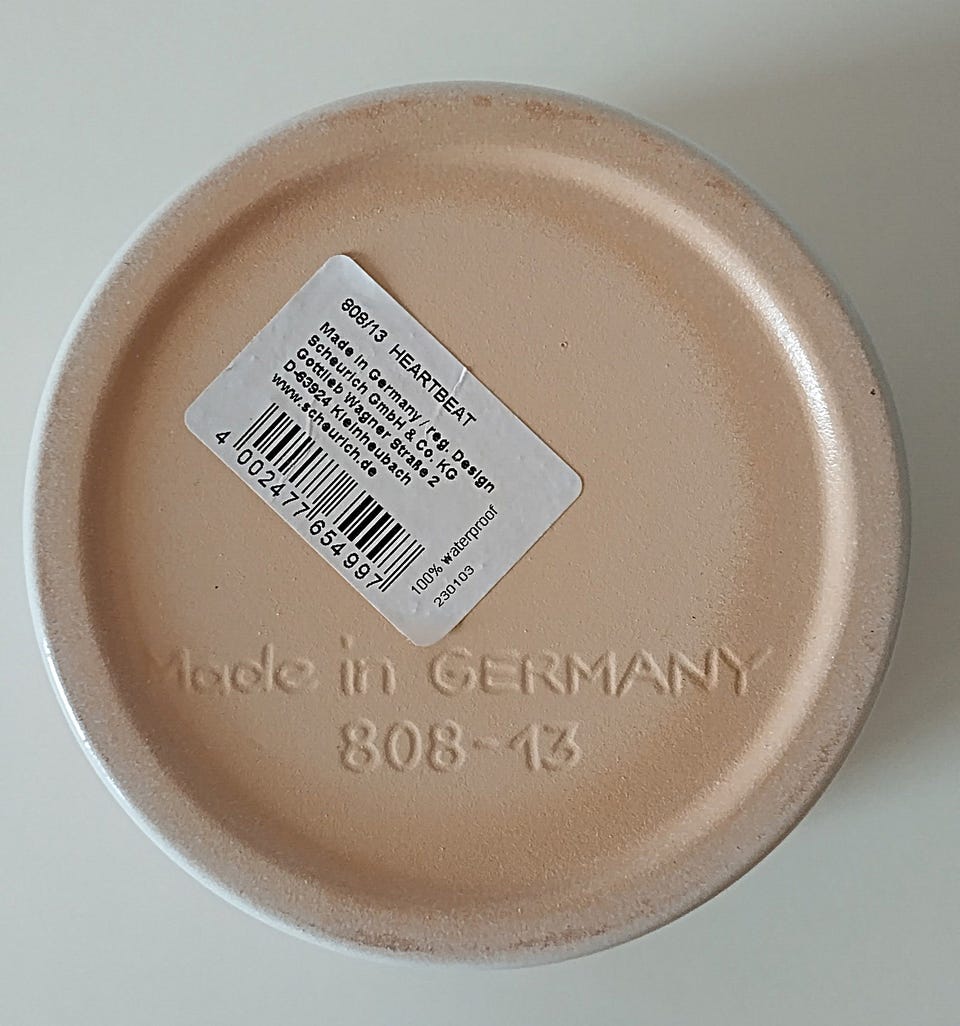 808/13 HEARTBEAT
Made in Germany/ reg. Design
Scheurich GmbH & Co. KG
Gottlieb Wagner Straße 2
D-63924 Kleinheubach
www.scheurich.de
4 002477 654997
100% waterproof
230103
Made in GERMANY
808-13